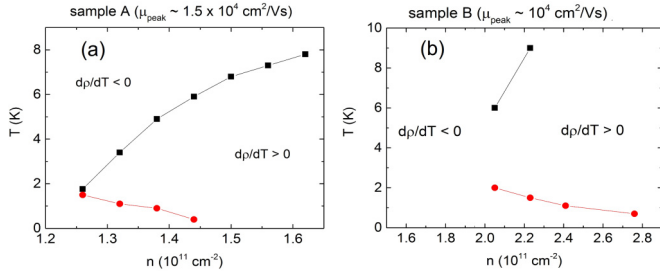 sample A (μpeak ~ 1.5 x 10⁴ cm²/Vs)
sample B (μpeak ~ 10⁴ cm²/Vs)
(a)
dρ/dT < 0
dρ/dT > 0
T (K)
8
6
4
2
0
1.2 1.3 1.4 1.5 1.6
n (10¹¹ cm⁻²)
(b)
dρ/dT < 0
dρ/dT > 0
T (K)
10
8
6
4
2
0
1.6 2.0 2.2 2.4 2.6 2.8
n (10¹¹ cm⁻²)